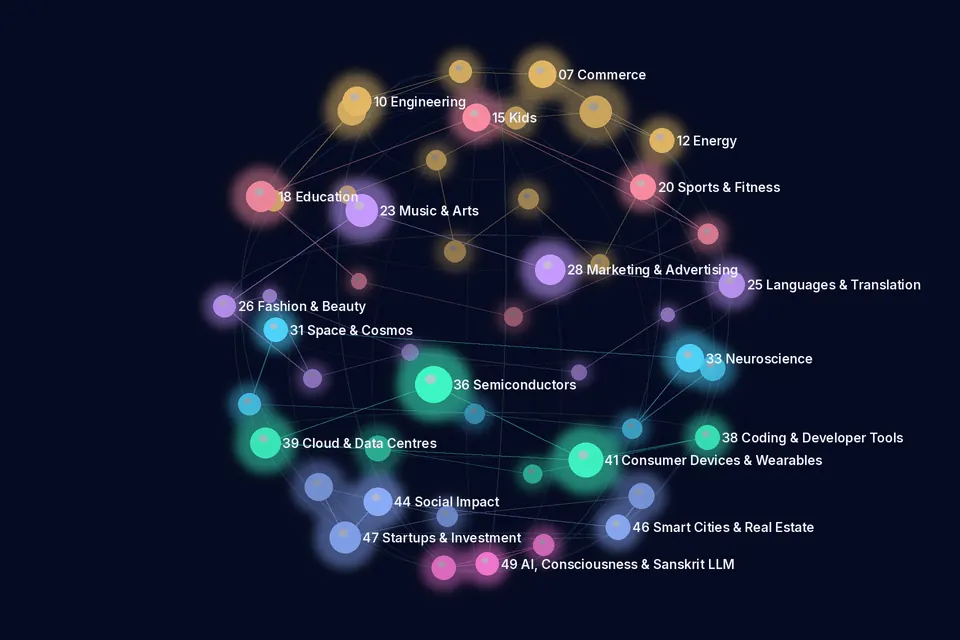 07 Commerce
10 Engineering
15 Kids
12 Energy
20 Sports & Fitness
18 Education
23 Music & Arts
28 Marketing & Advertising
25 Languages & Translation
26 Fashion & Beauty
31 Space & Cosmos
33 Neuroscience
36 Semiconductors
38 Coding & Developer Tools
39 Cloud & Data Centres
41 Consumer Devices & Wearables
44 Social Impact
46 Smart Cities & Real Estate
47 Startups & Investment
49 AI, Consciousness & Sanskrit LLM